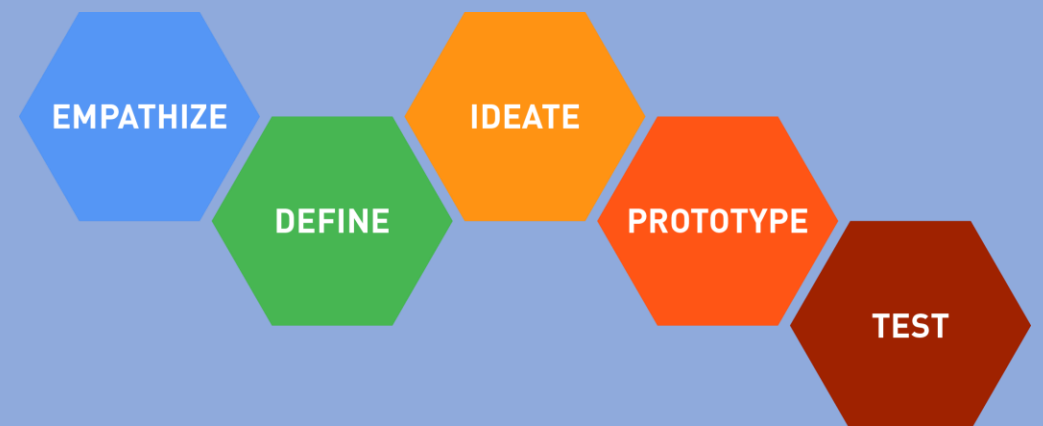 EMPATHIZE
DEFINE
IDEATE
PROTOTYPE
TEST